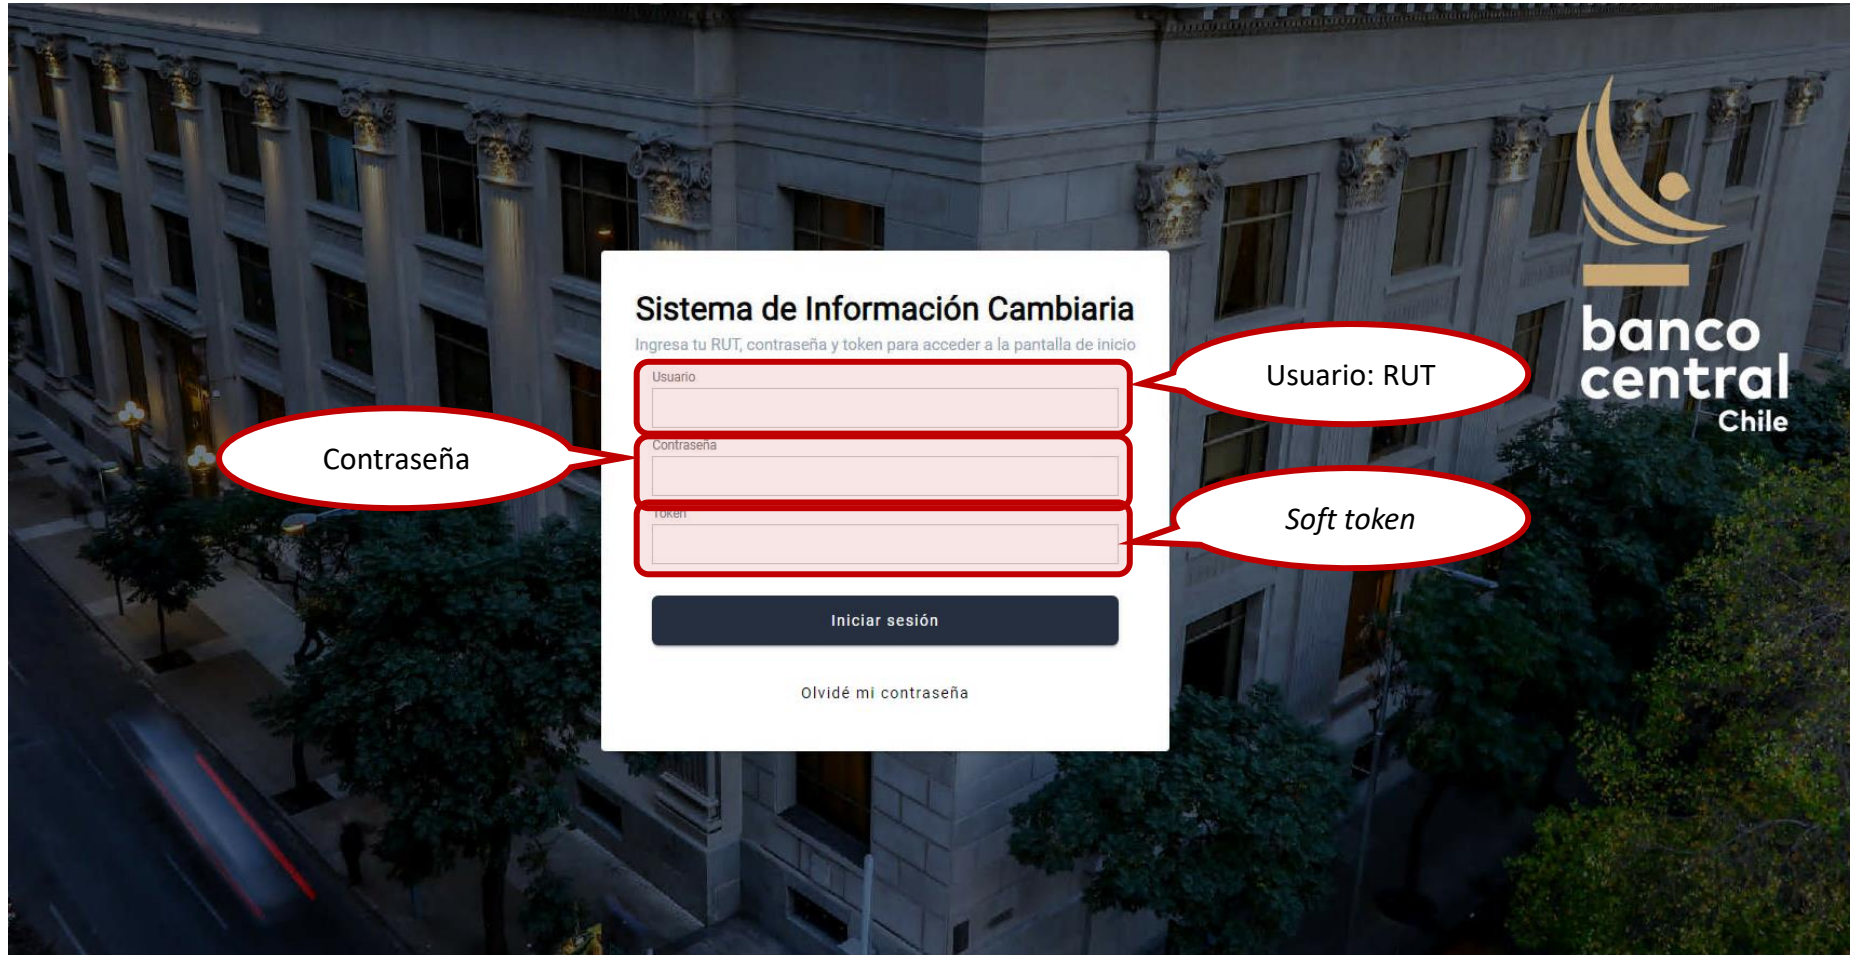 Sistema de Información Cambiaria
Ingresa tu RUT, contraseña y token para acceder a la pantalla de inicio
Usuario
Usuario: RUT
Contraseña
Contraseña
Token
Soft token
Iniciar sesión
Olvidé mi contraseña
banco
central
Chile